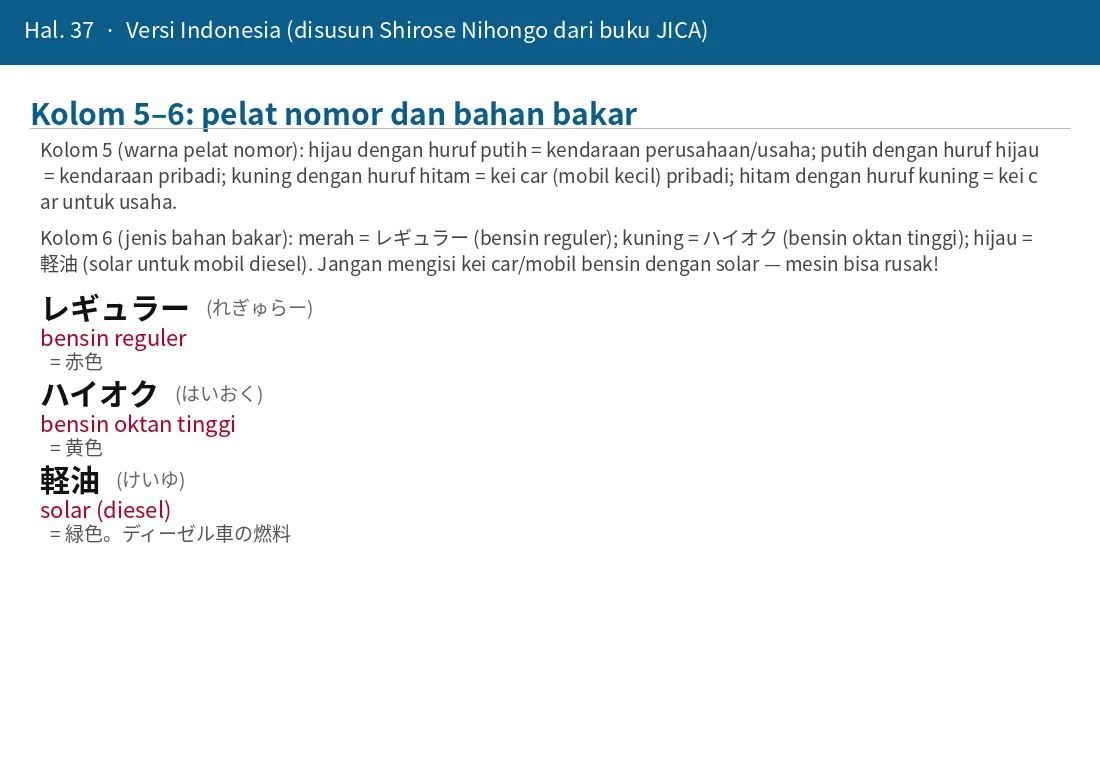 Hal. 37 · Versi Indonesia (disusun Shirose Nihongo dari buku JICA)
Kolom 5–6: pelat nomor dan bahan bakar
Kolom 5 (warna pelat nomor): hijau dengan huruf putih = kendaraan perusahaan/usaha; putih dengan huruf hijau
= kendaraan pribadi; kuning dengan huruf hitam = kei car (mobil kecil) pribadi; hitam dengan huruf kuning = kei c
ar untuk usaha.
Kolom 6 (jenis bahan bakar): merah = レギュラー (bensin reguler); kuning = ハイオク (bensin oktan tinggi); hijau =
軽油 (solar untuk mobil diesel). Jangan mengisi kei car/mobil bensin dengan solar — mesin bisa rusak!
レギュラー (れぎゅらー)
bensin reguler
= 赤色
ハイオク (はいおく)
bensin oktan tinggi
= 黄色
軽油 (けいゆ)
solar (diesel)
= 緑色。ディーゼル車の燃料